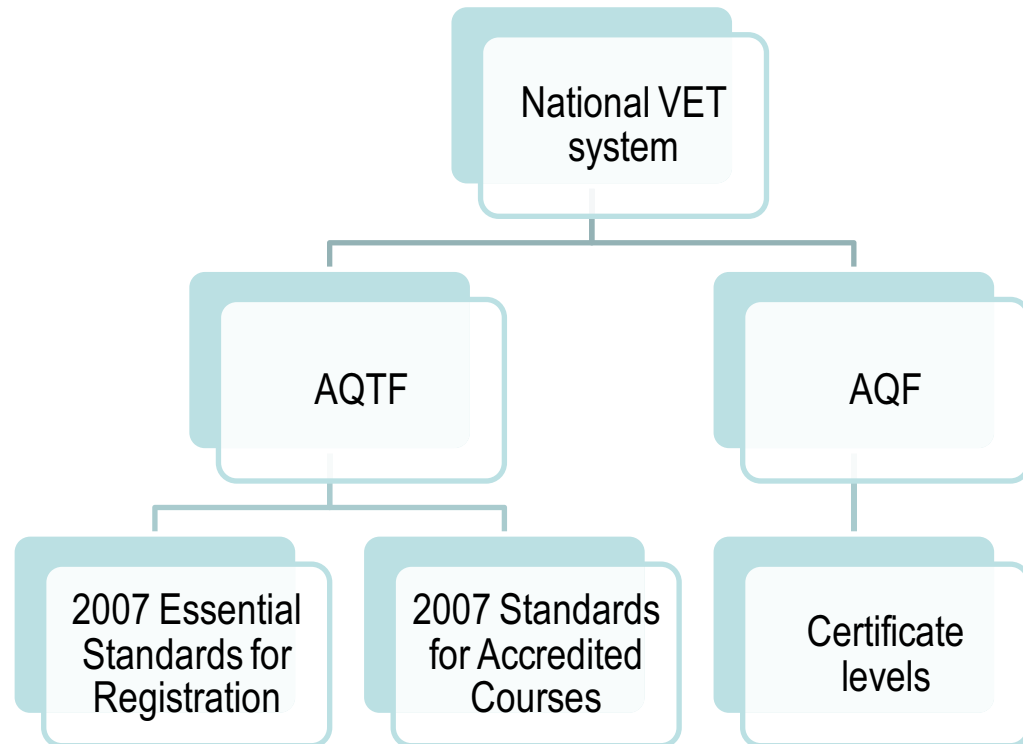 National VET
system
AQTF
AQF
2007 Essential
Standards for
Registration
2007 Standards
for Accredited
Courses
Certificate
levels